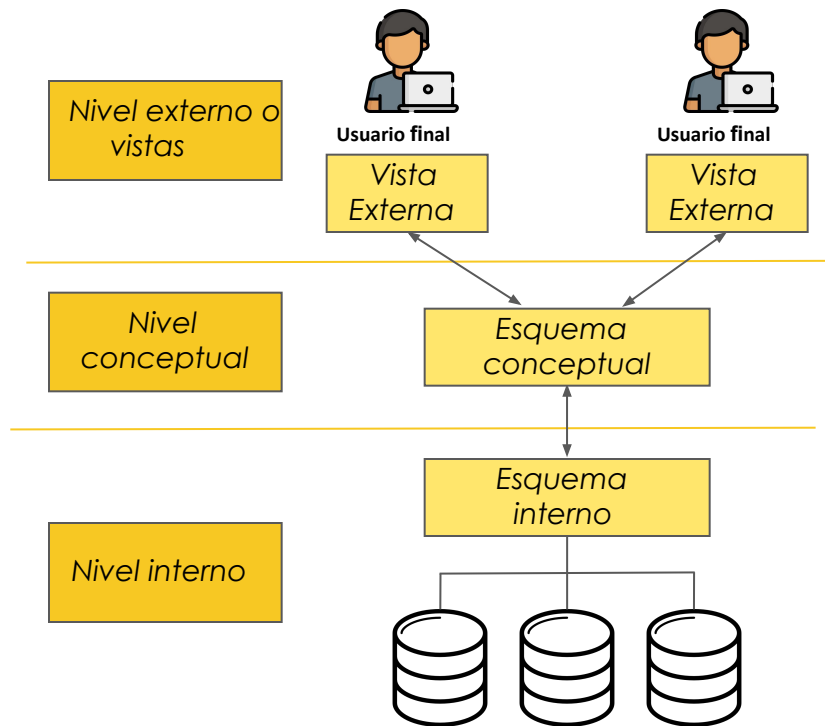 Nivel externo o
vistas
Usuario final
Usuario final
Vista
Externa
Vista
Externa
Nivel
conceptual
Esquema
conceptual
Esquema
interno
Nivel interno